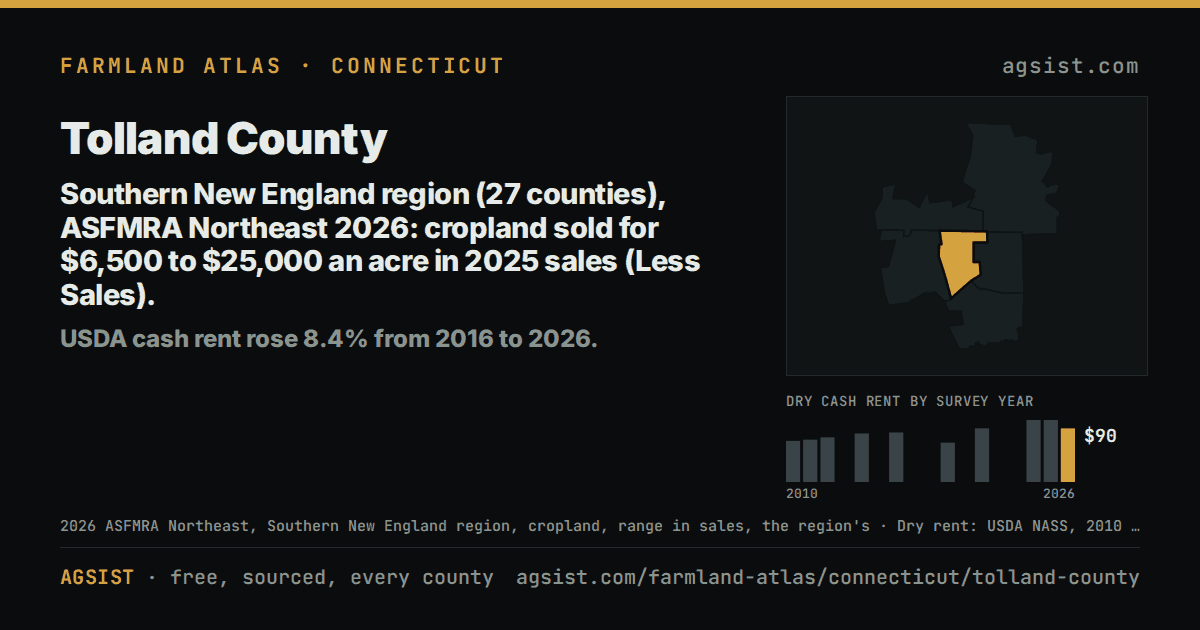 FARMLAND ATLAS · CONNECTICUT
agsist.com
Tolland County
Southern New England region (27 counties),
ASFMRA Northeast 2026: cropland sold for
$6,500 to $25,000 an acre in 2025 sales (Less
Sales).
USDA cash rent rose 8.4% from 2016 to 2026.
DRY CASH RENT BY SURVEY YEAR
$90
2010
2026
2026 ASFMRA Northeast, Southern New England region, cropland, range in sales, the region's · Dry rent: USDA NASS, 2010 …
AGSIST · free, sourced, every county
agsist.com/farmland-atlas/connecticut/tolland-county